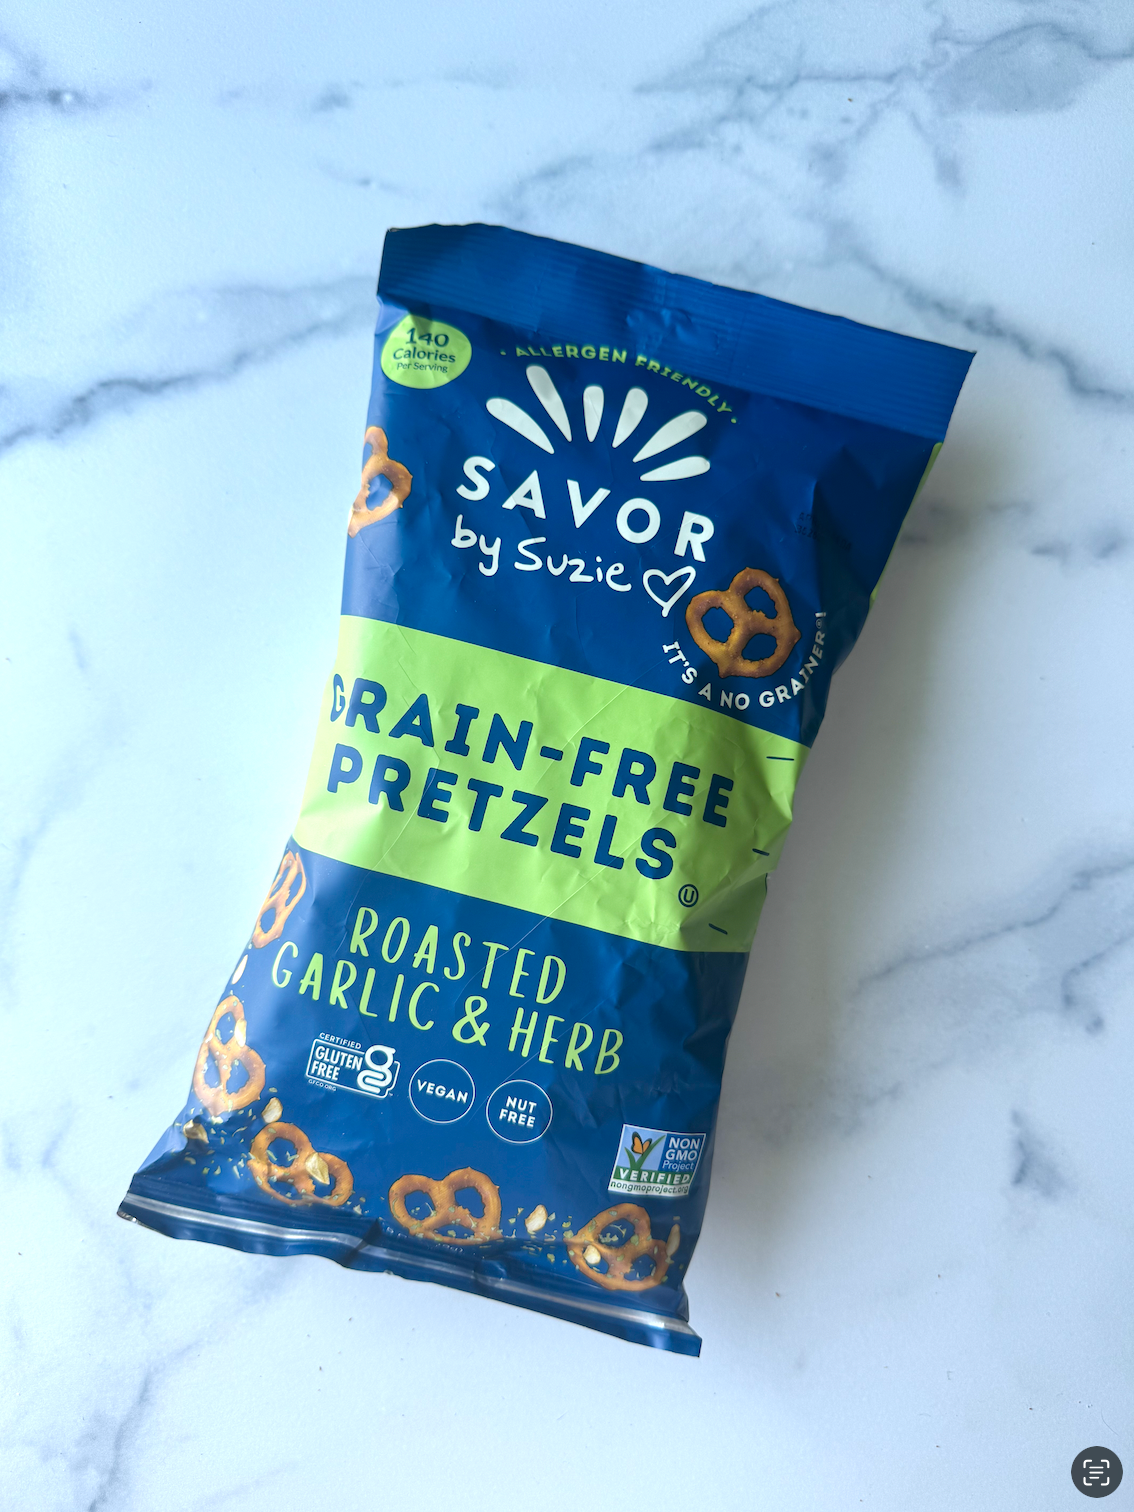 140
Calories
Per Serving
• ALLERGEN FRIENDLY •
SAVOR
by Suzie
IT'S A NO GRAINER®!
GRAIN-FREE
PRETZELS
U
ROASTED
GARLIC & HERB
CERTIFIED
GLUTEN
FREE
GFCO.ORG
VEGAN
NUT
FREE
NON
GMO
Project
VERIFIED
nongmoproject.org